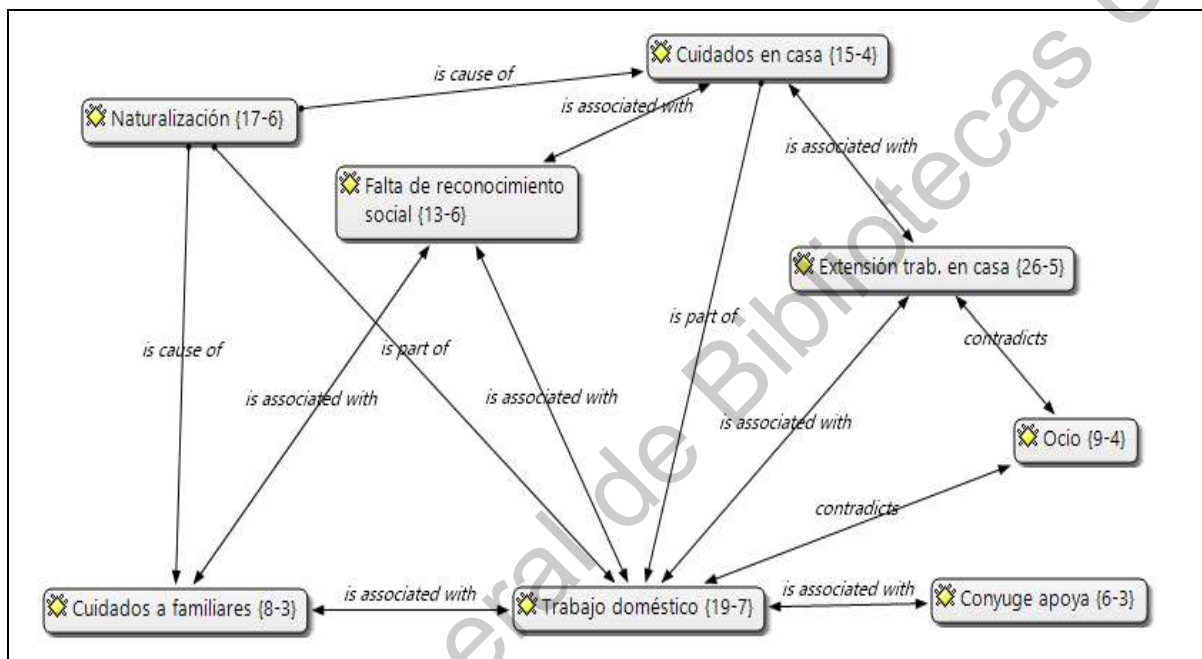 Cuidados en casa {15-4}
is cause of
is associated with
Naturalización {17-6}
is associated with
Falta de reconocimiento
social {13-6}
Extensión trab. en casa {26-5}
is part of
contradicts
is cause of
is part of
is associated with
is associated with
is associated with
Ocio {9-4}
contradicts
is associated with
is associated with
Cuidados a familiares {8-3}
Trabajo doméstico {19-7}
Conyuge apoya {6-3}
eral de Bibliotecas